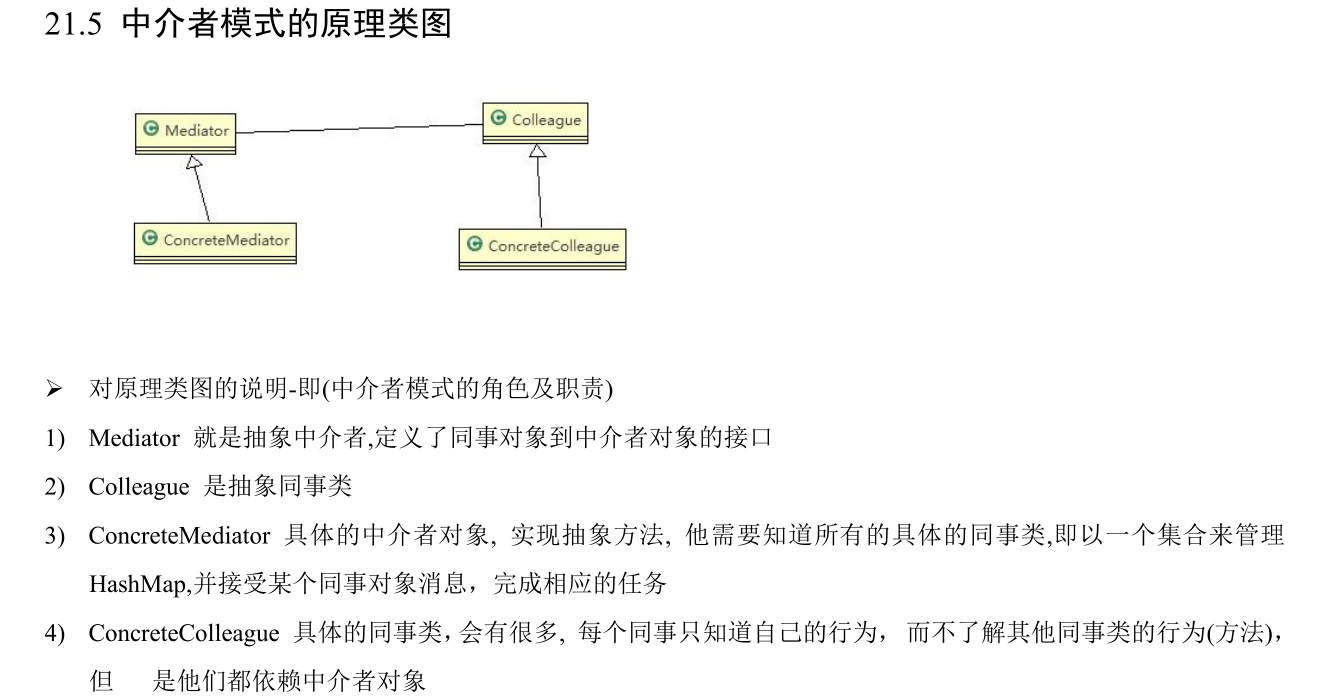 21.5 中介者模式的原理类图
Mediator
Colleague
ConcreteMediator
ConcreteColleague
➢ 对原理类图的说明-即(中介者模式的角色及职责)
1) Mediator 就是抽象中介者,定义了同事对象到中介者对象的接口
2) Colleague 是抽象同事类
3) ConcreteMediator 具体的中介者对象, 实现抽象方法, 他需要知道所有的具体的同事类,即以一个集合来管理
HashMap,并接受某个同事对象消息，完成相应的任务
4) ConcreteColleague 具体的同事类，会有很多, 每个同事只知道自己的行为， 而不了解其他同事类的行为(方法)，
但 是他们都依赖中介者对象